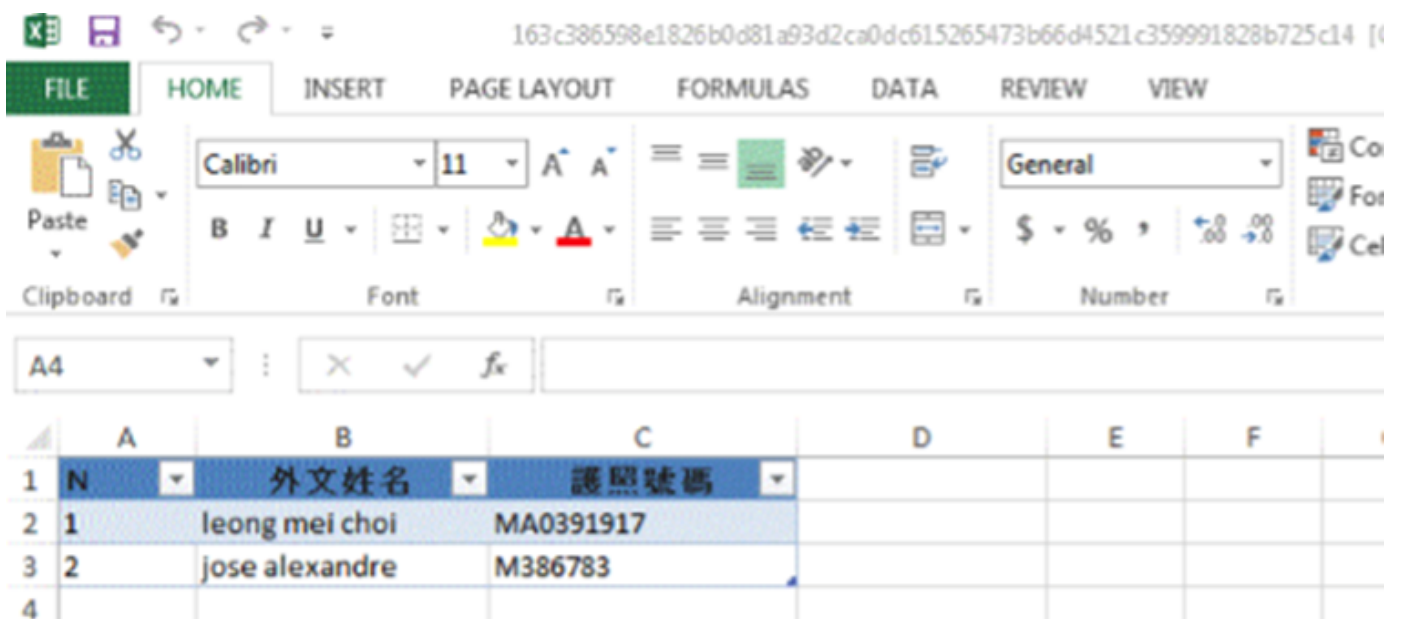 163c386598e1826b0d81a93d2ca0dc615265473b66d4521c359991828b725c14 [
FILE HOME INSERT PAGE LAYOUT FORMULAS DATA REVIEW VIEW
Calibri 11 General
Paste B I U A $ % , .00 .0
Clipboard Font Alignment Number
A4 fx
A B C D E F
1 N 外文姓名 護照號碼
2 1 leong mei choi MA0391917
3 2 jose alexandre M386783
4